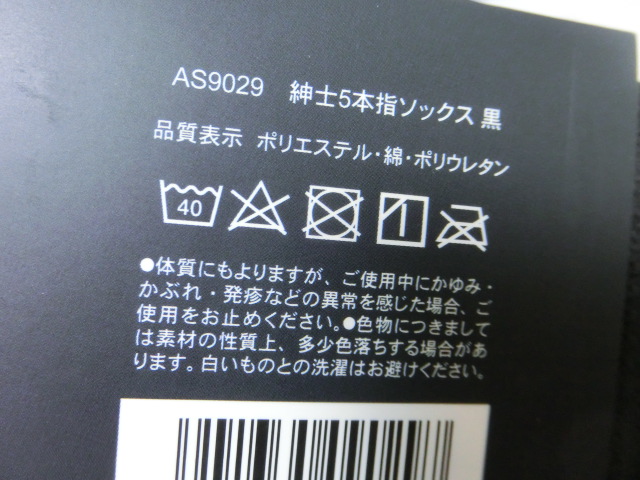 AS9029 紳士5本指ソックス 黒
品質表示 ポリエステル・綿・ポリウレタン
40
●体質にもよりますが、ご使用中にかゆみ・
かぶれ・発疹などの異常を感じた場合、ご
使用をお止めください。●色物につきまして
は素材の性質上、多少色落ちする場合があ
ります。白いものとの洗濯はお避けください。